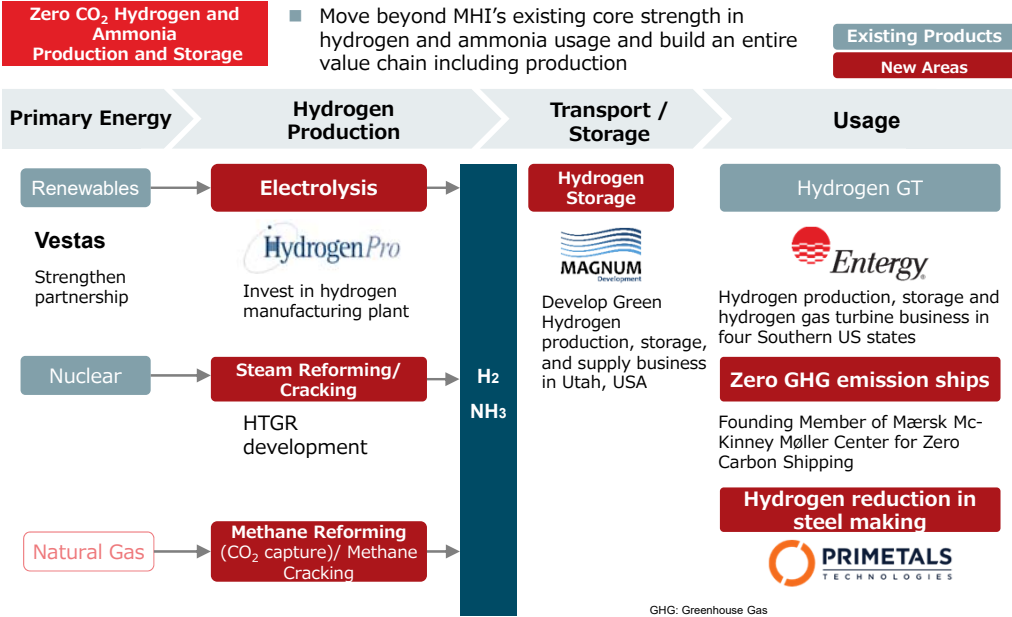 Zero CO₂ Hydrogen and
Ammonia
Production and Storage
■ Move beyond MHI's existing core strength in
hydrogen and ammonia usage and build an entire
value chain including production
Existing Products
New Areas
Primary Energy
Hydrogen
Production
Transport /
Storage
Usage
Renewables
Electrolysis
Hydrogen
Storage
Hydrogen GT
Vestas
Strengthen
partnership
HydrogenPro
Invest in hydrogen
manufacturing plant
MAGNUM
Development
Develop Green
Hydrogen
production, storage,
and supply business
in Utah, USA
Entergy
Hydrogen production, storage and
hydrogen gas turbine business in
four Southern US states
Nuclear
Steam Reforming/
Cracking
HTGR
development
H₂
NH₃
Zero GHG emission ships
Founding Member of Mærsk Mc-
Kinney Møller Center for Zero
Carbon Shipping
Hydrogen reduction in
steel making
Natural Gas
Methane Reforming
(CO₂ capture)/ Methane
Cracking
PRIMETALS
TECHNOLOGIES
GHG: Greenhouse Gas